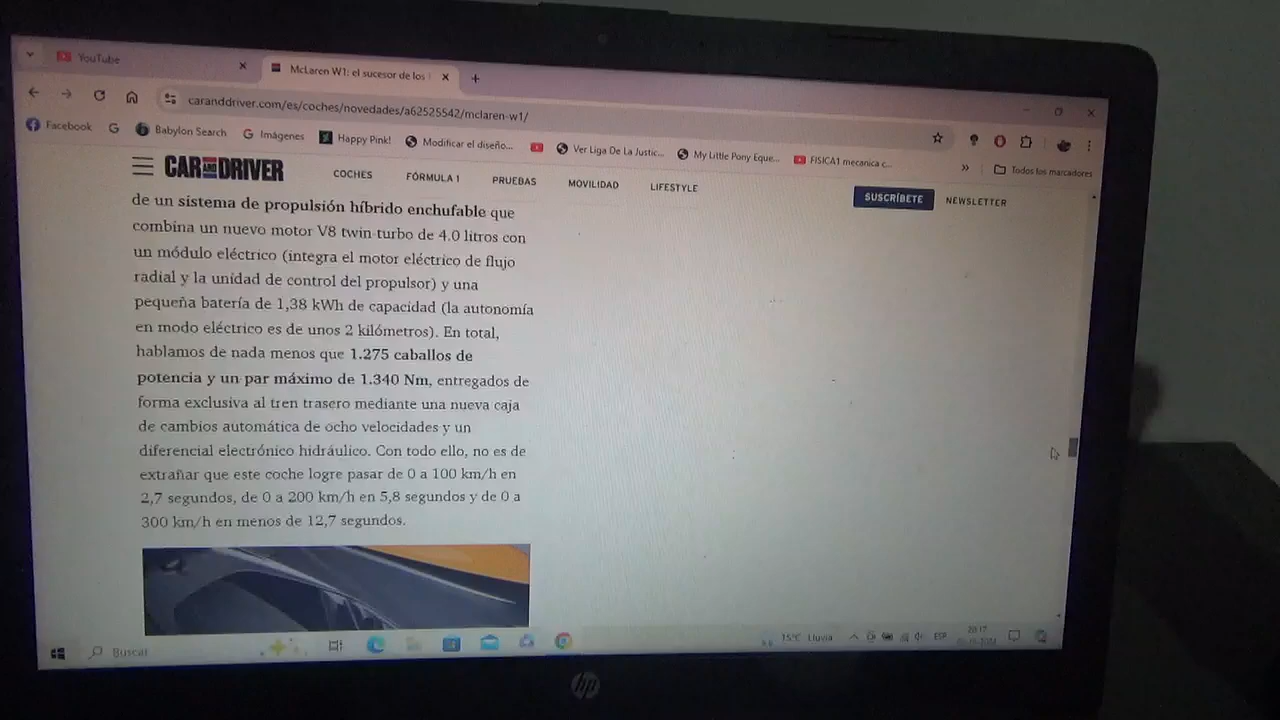 YouTube
McLaren W1: el sucesor de los
caranddriver.com/es/coches/novedades/a62525542/mclaren-w1/
Facebook
Babylon Search
Imágenes
Happy Pink!
Modificar el diseño...
Ver Liga De La Justic...
My Little Pony Eque...
FISICA1 mecanica c...
»
Todos los marcadores
CAR AND DRIVER
COCHES
FÓRMULA 1
PRUEBAS
MOVILIDAD
LIFESTYLE
SUSCRÍBETE
NEWSLETTER
de un sistema de propulsión híbrido enchufable que
combina un nuevo motor V8 twin-turbo de 4.0 litros con
un módulo eléctrico (integra el motor eléctrico de flujo
radial y la unidad de control del propulsor) y una
pequeña batería de 1,38 kWh de capacidad (la autonomía
en modo eléctrico es de unos 2 kilómetros). En total,
hablamos de nada menos que 1.275 caballos de
potencia y un par máximo de 1.340 Nm, entregados de
forma exclusiva al tren trasero mediante una nueva caja
de cambios automática de ocho velocidades y un
diferencial electrónico hidráulico. Con todo ello, no es de
extrañar que este coche logre pasar de 0 a 100 km/h en
2,7 segundos, de 0 a 200 km/h en 5,8 segundos y de 0 a
300 km/h en menos de 12,7 segundos.
Buscar
15°C Lluvia
ESP
20:17
hp